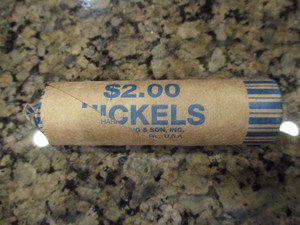 $2.00
NICKELS
& SON, INC.
U.S.A.